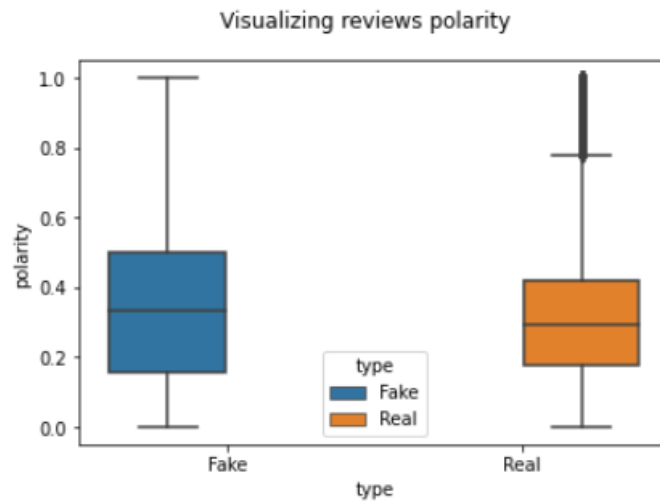 Visualizing reviews polarity
1.0
0.8
0.6
0.4
0.2
0.0
polarity
type
Fake
Real
Fake
Real
type